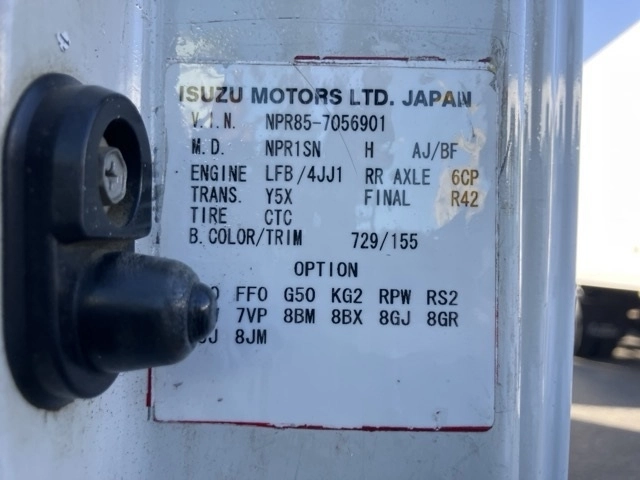 ISUZU MOTORS LTD. JAPAN
V.I.N. NPR85-7056901
M.D. NPR1SN H AJ/BF
ENGINE LFB/4JJ1 RR AXLE 6CP
TRANS. Y5X FINAL R42
TIRE CTC
B.COLOR/TRIM 729/155
OPTION
FF0 G50 KG2 RPW RS2
7VP 8BM 8BX 8GJ 8GR
8JM